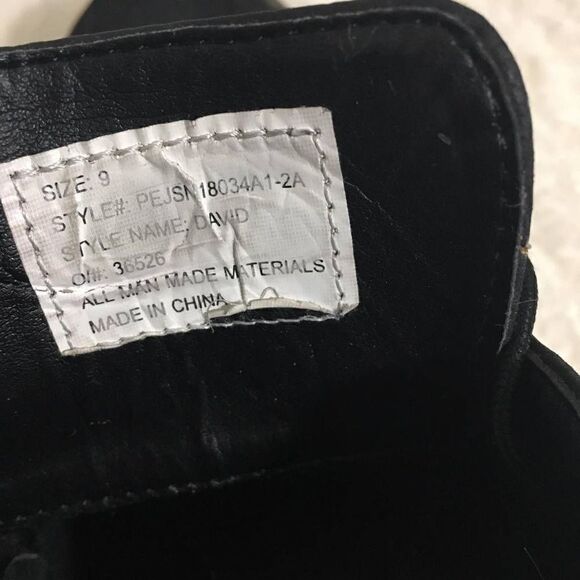 SIZE: 9
STYLE#: PEJSN18034A1-2A
STYLE NAME: DAVID
O#: 36526
ALL MAN MADE MATERIALS
MADE IN CHINA